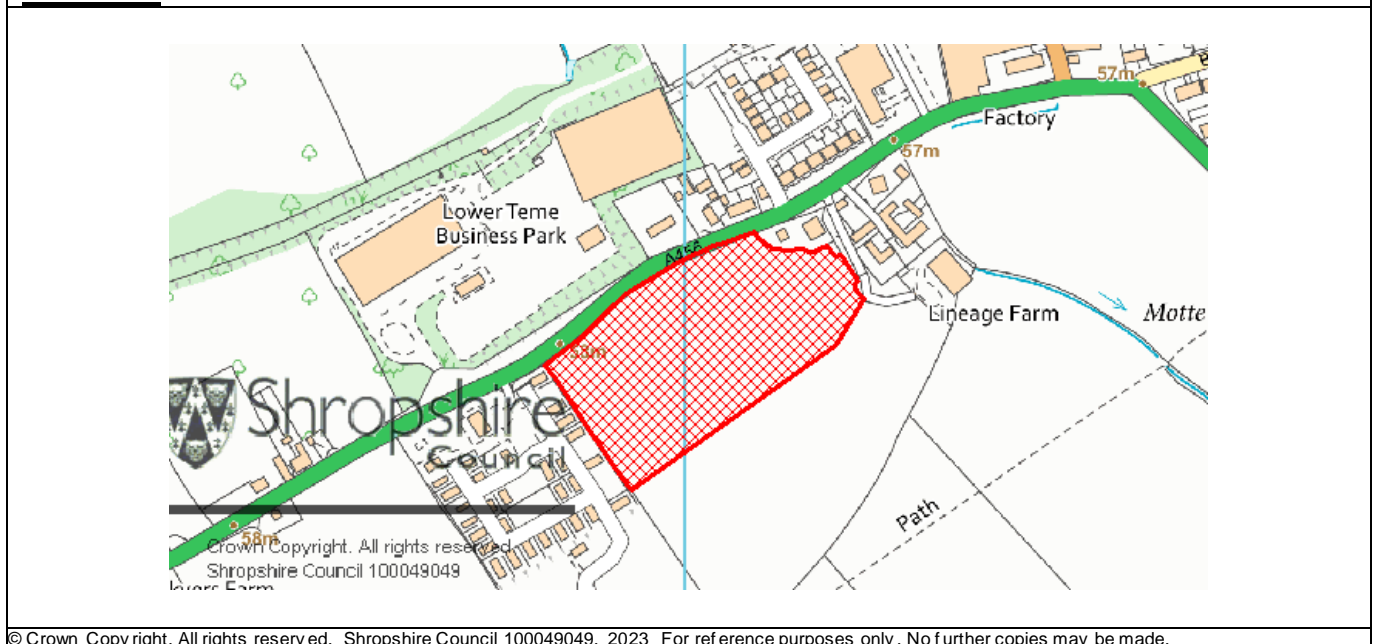 57m
Factory
57m
Lower Teme
Business Park
A456
Lineage Farm
Motte
58m
Shropshire
Council
Path
58m
Crown Copyright. All rights reserved.
Shropshire Council 100049049
Farm
© Crown Copyright. All rights reserved. Shropshire Council 100049049. 2023 For reference purposes only. No further copies may be made.